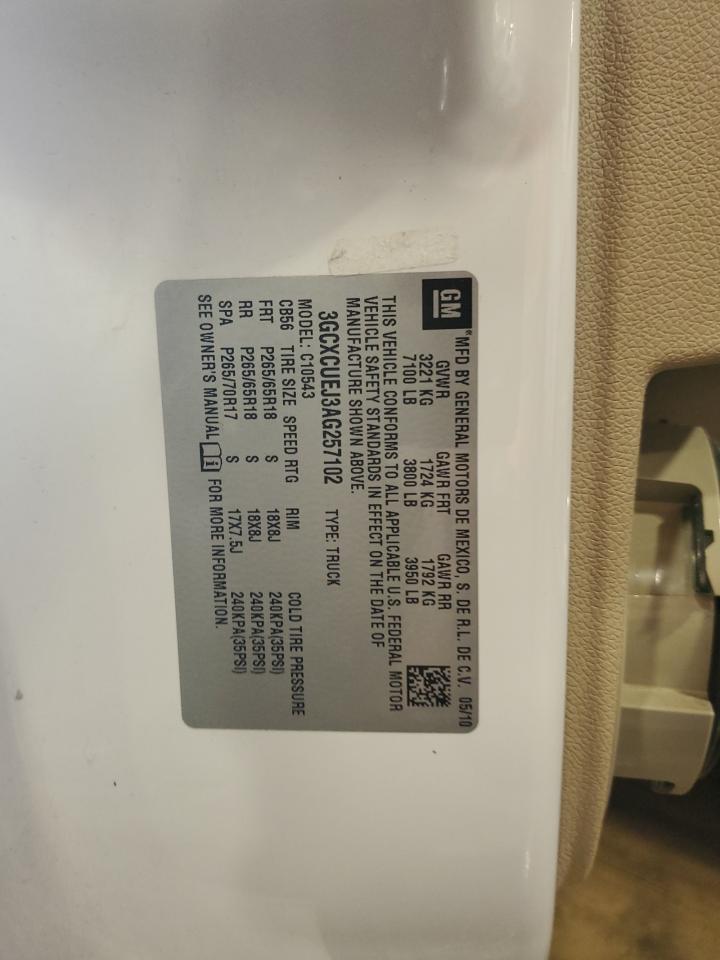 GM® MFD BY GENERAL MOTORS DE MEXICO, S. DE R.L. DE C.V. 05/10
GVWR GAWR FRT GAWR RR
3221 KG 1724 KG 1792 KG
7100 LB 3800 LB 3950 LB
THIS VEHICLE CONFORMS TO ALL APPLICABLE U.S. FEDERAL MOTOR
VEHICLE SAFETY STANDARDS IN EFFECT ON THE DATE OF
MANUFACTURE SHOWN ABOVE.
3GCXCUEJ3AG257102 TYPE: TRUCK
MODEL: C10543
CB56 TIRE SIZE SPEED RTG RIM COLD TIRE PRESSURE
FRT P265/65R18 S 18X8J 240KPA(35PSI)
RR P265/65R18 S 18X8J 240KPA(35PSI)
SPA P265/70R17 S 17X7.5J 240KPA(35PSI)
SEE OWNER'S MANUAL FOR MORE INFORMATION.